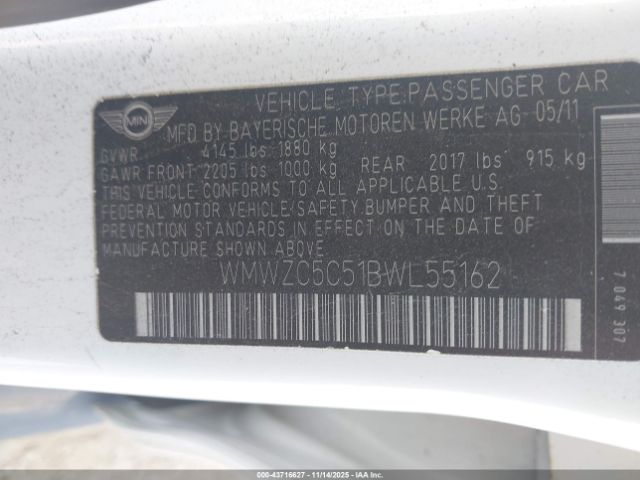 MINI
VEHICLE TYPE:PASSENGER CAR
MFD BY BAYERISCHE MOTOREN WERKE AG 05/11
GVWR 4145 lbs 1880 kg
GAWR FRONT 2205 lbs 1000 kg REAR 2017 lbs 915 kg
THIS VEHICLE CONFORMS TO ALL APPLICABLE U.S.
FEDERAL MOTOR VEHICLE SAFETY,BUMPER AND THEFT
PREVENTION STANDARDS IN EFFECT ON THE DATE OF
MANUFACTURE SHOWN ABOVE.
WMWZC5C51BWL55162
7 069 307
000-43716627 - 11/14/2025 - COPYRIGHT IAA, LLC.